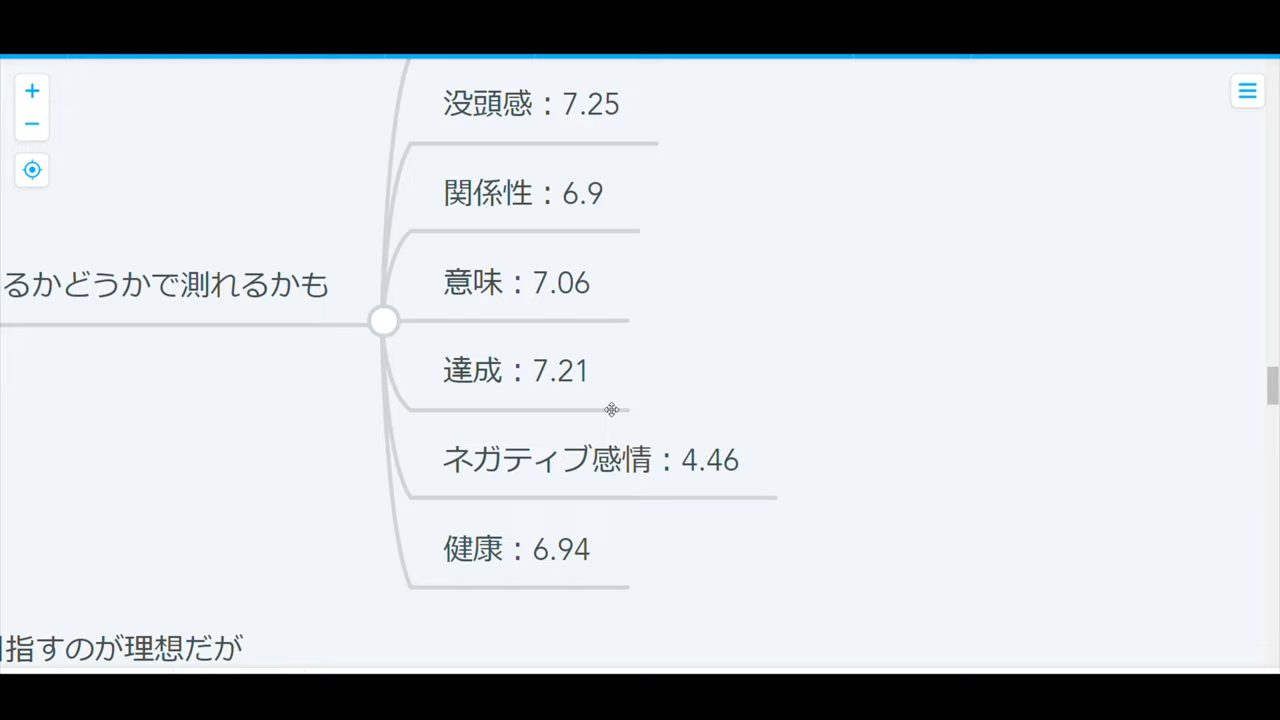 没頭感：7.25
関係性：6.9
るかどうかで測れるかも
意味：7.06
達成：7.21
ネガティブ感情：4.46
健康：6.94
指すのが理想だが